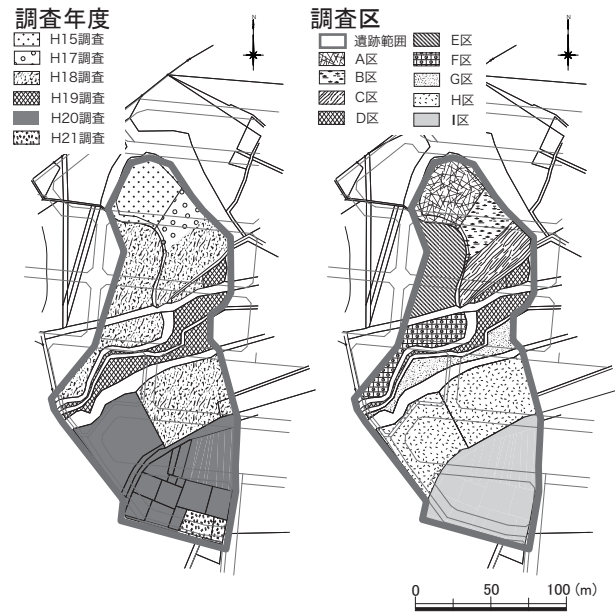 調査年度
H15調査
H17調査
H18調査
H19調査
H20調査
H21調査
調査区
遺跡範囲
A区
B区
C区
D区
E区
F区
G区
H区
I区
0 50 100 (m)